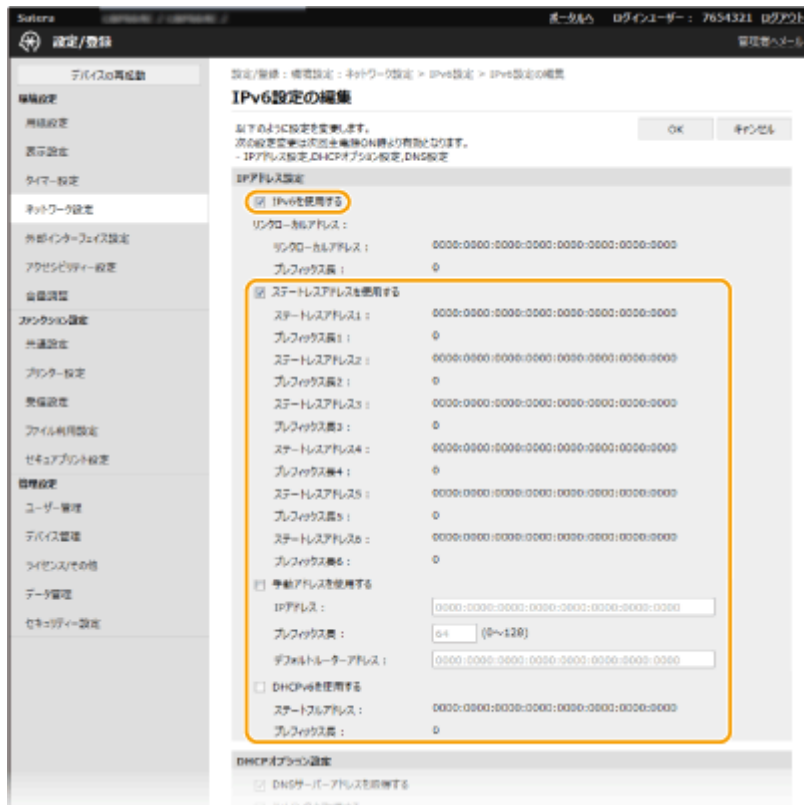 Satera
ポータルへ ログインユーザー： 7654321 ログアウト
設定/登録
管理者へメール
デバイスの再起動
環境設定
用紙設定
表示設定
タイマー設定
ネットワーク設定
外部インターフェイス設定
アクセシビリティー設定
音量調整
ファンクション設定
共通設定
プリンター設定
受信設定
ファイル利用設定
セキュアプリント設定
管理設定
ユーザー管理
デバイス管理
ライセンス/その他
データ管理
セキュリティー設定
設定/登録 : 環境設定 : ネットワーク設定 > IPv6設定 > IPv6設定の編集
IPv6設定の編集
以下のように設定を変更します。
次の設定変更は次回主電源ON時より有効となります。
- IPアドレス設定,DHCPオプション設定,DNS設定
OK キャンセル
IPアドレス設定
IPv6を使用する
リンクローカルアドレス：
リンクローカルアドレス： 0000:0000:0000:0000:0000:0000:0000:0000
プレフィックス長： 0
ステートレスアドレスを使用する
ステートレスアドレス1： 0000:0000:0000:0000:0000:0000:0000:0000
プレフィックス長1： 0
ステートレスアドレス2： 0000:0000:0000:0000:0000:0000:0000:0000
プレフィックス長2： 0
ステートレスアドレス3： 0000:0000:0000:0000:0000:0000:0000:0000
プレフィックス長3： 0
ステートレスアドレス4： 0000:0000:0000:0000:0000:0000:0000:0000
プレフィックス長4： 0
ステートレスアドレス5： 0000:0000:0000:0000:0000:0000:0000:0000
プレフィックス長5： 0
ステートレスアドレス6： 0000:0000:0000:0000:0000:0000:0000:0000
プレフィックス長6： 0
手動アドレスを使用する
IPアドレス： 0000:0000:0000:0000:0000:0000:0000:0000
プレフィックス長： 64 (0～128)
デフォルトルーターアドレス： 0000:0000:0000:0000:0000:0000:0000:0000
DHCPv6を使用する
ステートフルアドレス： 0000:0000:0000:0000:0000:0000:0000:0000
プレフィックス長： 0
DHCPオプション設定
DNSサーバーアドレスを取得する